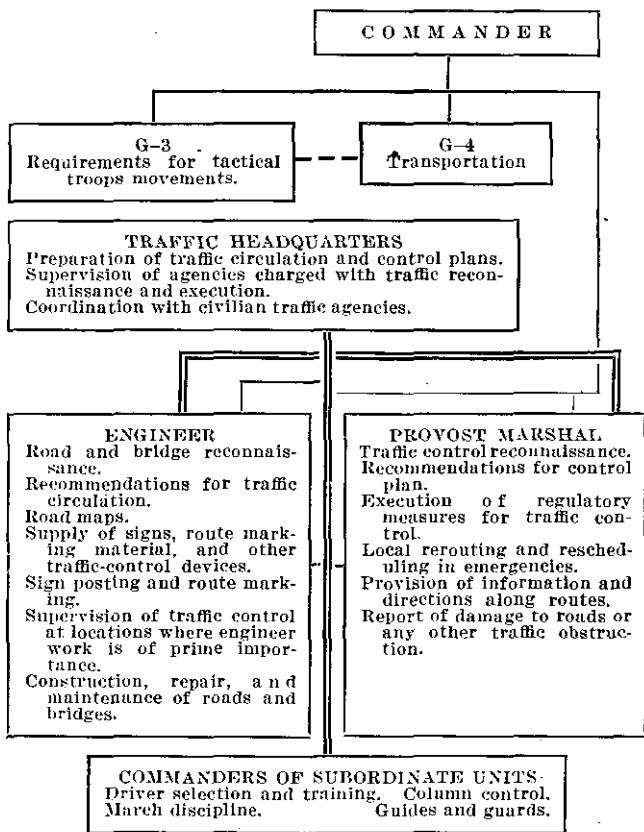 COMMANDER
G-3
Requirements for tactical
troops movements.
G-4
Transportation
TRAFFIC HEADQUARTERS
Preparation of traffic circulation and control plans.
Supervision of agencies charged with traffic recon-
naissance and execution.
Coordination with civilian traffic agencies.
ENGINEER
Road and bridge reconnais-
sance.
Recommendations for traffic
circulation.
Road maps.
Supply of signs, route mark-
ing material, and other
traffic-control devices.
Sign posting and route mark-
ing.
Supervision of traffic control
at locations where engineer
work is of prime impor-
tance.
Construction, repair, and
maintenance of roads and
bridges.
PROVOST MARSHAL
Traffic control reconnaissance.
Recommendations for control
plan.
Execution of regulatory
measures for traffic con-
trol.
Local rerouting and resched-
uling in emergencies.
Provision of information and
directions along routes.
Report of damage to roads or
any other traffic obstruc-
tion.
COMMANDERS OF SUBORDINATE UNITS
Driver selection and training. Column control.
March discipline. Guides and guards.